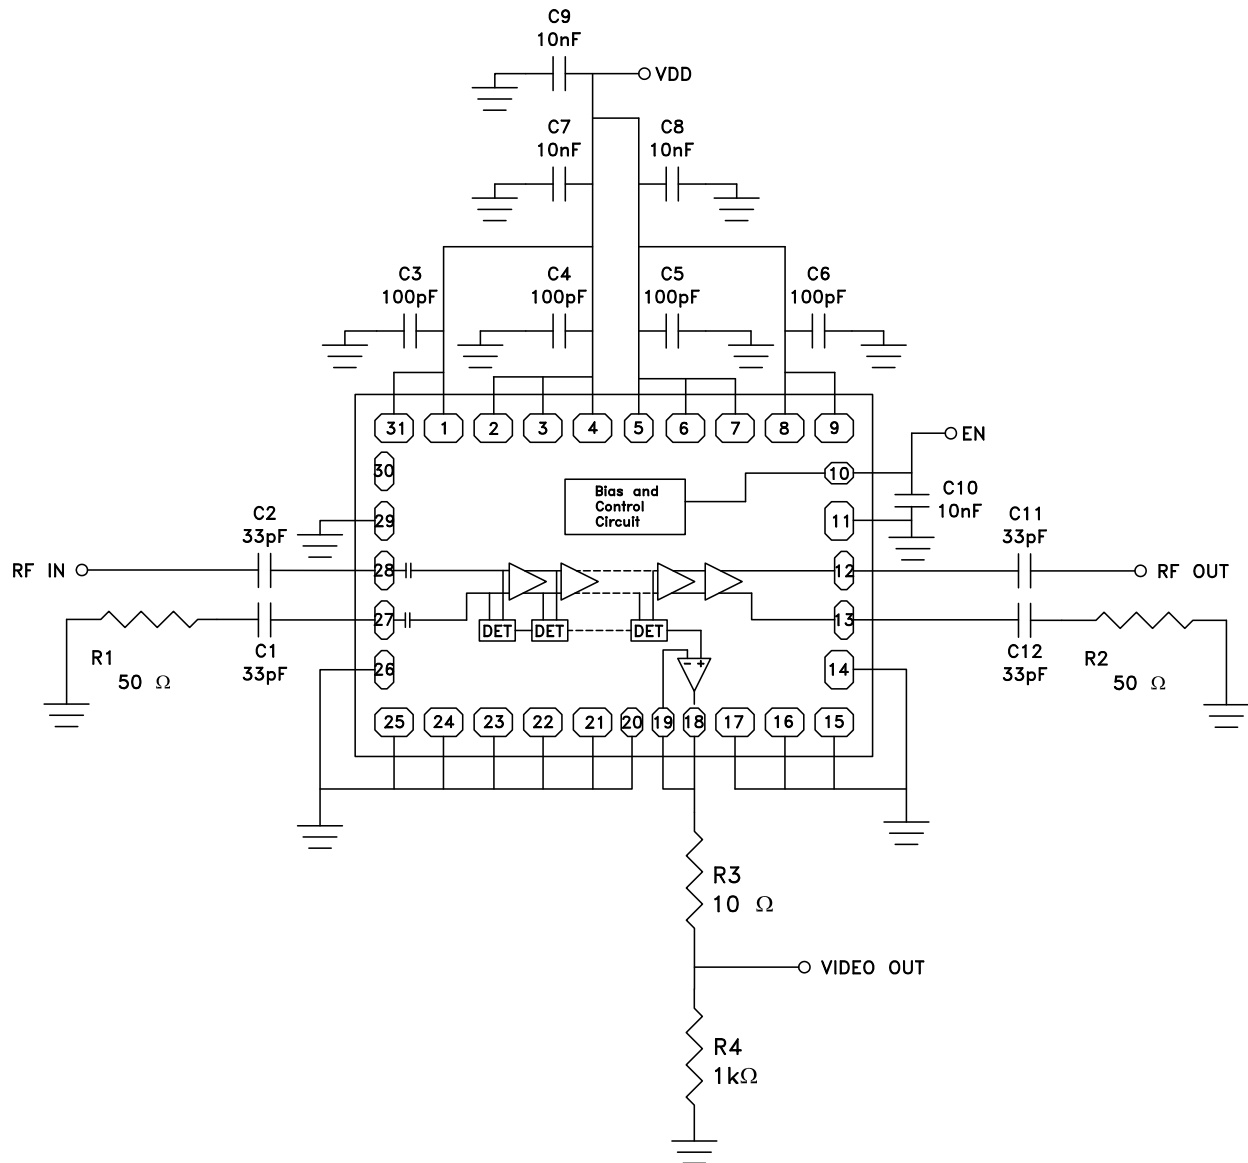 C9
10nF
VDD
C7
10nF
C8
10nF
C3
100pF
C4
100pF
C5
100pF
C6
100pF
31 1 2 3 4 5 6 7 8 9
EN
30
10
Bias and
Control
Circuit
C10
10nF
C2
33pF
29
11
C11
33pF
RF IN
28
12
RF OUT
27
13
DET DET DET
R1
50 Ω
C1
33pF
26
- +
14
C12
33pF
R2
50 Ω
25 24 23 22 21 20 19 18 17 16 15
R3
10 Ω
VIDEO OUT
R4
1kΩ